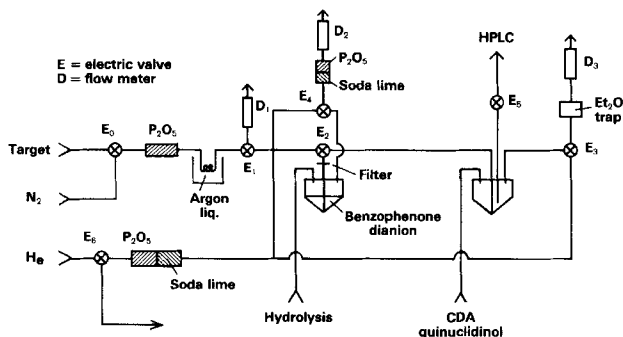 D₂
HPLC
D₃
E = electric valve
D = flow meter
P₂O₅
Soda lime
D₁
E₄
E₅
Et₂O
trap
E₀
P₂O₅
E₂
Target
E₁
E₃
Filter
Argon
liq.
N₂
Benzophenone
dianion
E₆
P₂O₅
He
Soda lime
Hydrolysis
CDA
quinuclidinol